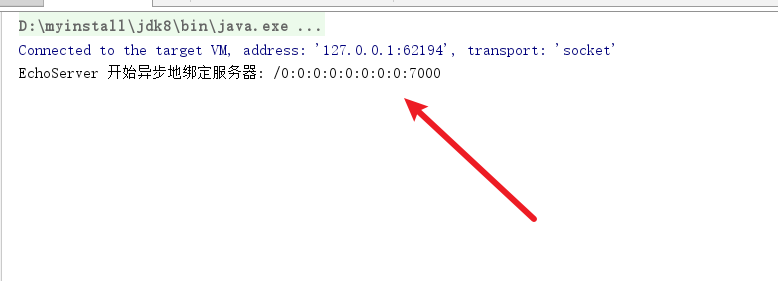 D:\myinstall\jdk8\bin\java.exe ...
Connected to the target VM, address: '127.0.0.1:62194', transport: 'socket'
EchoServer 开始异步地绑定服务器: /0:0:0:0:0:0:0:0:7000